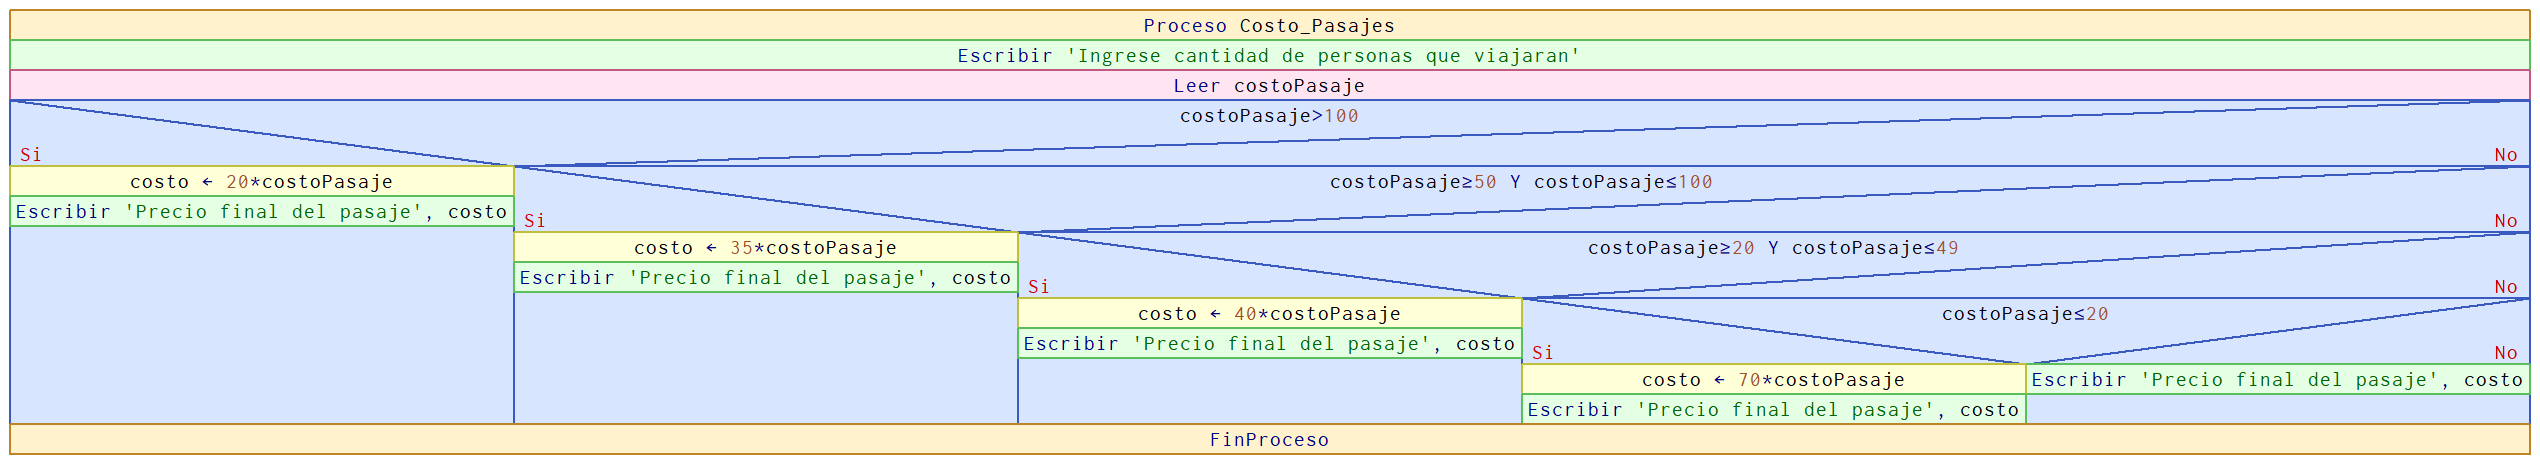 Proceso Costo_Pasajes
Escribir 'Ingrese cantidad de personas que viajaran'
Leer costoPasaje
costoPasaje>100
Si
No
costo ← 20*costoPasaje
Escribir 'Precio final del pasaje', costo
costoPasaje≥50 Y costoPasaje≤100
Si
No
costo ← 35*costoPasaje
Escribir 'Precio final del pasaje', costo
costoPasaje≥20 Y costoPasaje≤49
Si
No
costo ← 40*costoPasaje
Escribir 'Precio final del pasaje', costo
costoPasaje≤20
Si
No
costo ← 70*costoPasaje
Escribir 'Precio final del pasaje', costo
Escribir 'Precio final del pasaje', costo
FinProceso